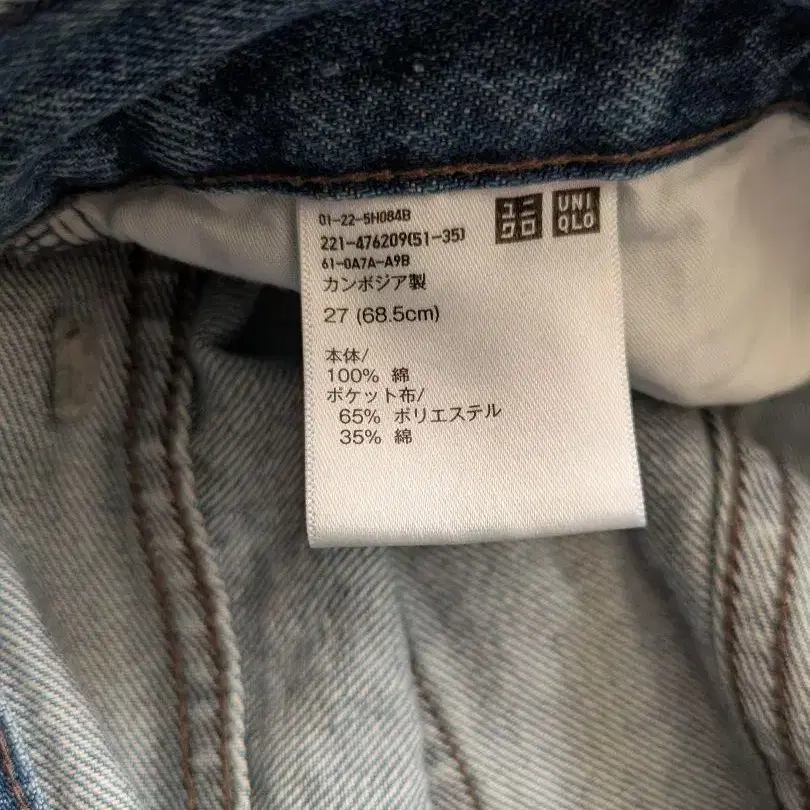 01-22-5H084B
221-476209(51-35)
61-0A7A-A9B
ユニクロ
UNIQLO
カンボジア製
27 (68.5cm)
本体/
100% 綿
ポケット布/
65% ポリエステル
35% 綿